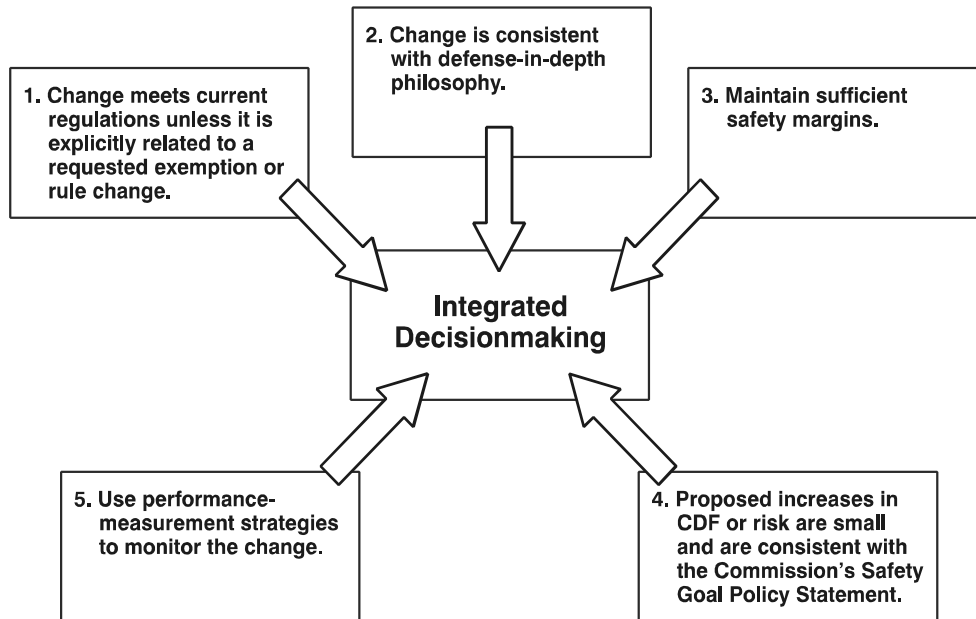 1. Change meets current
regulations unless it is
explicitly related to a
requested exemption or
rule change.
2. Change is consistent
with defense-in-depth
philosophy.
3. Maintain sufficient
safety margins.
Integrated
Decisionmaking
5. Use performance-
measurement strategies
to monitor the change.
4. Proposed increases in
CDF or risk are small
and are consistent with
the Commission’s Safety
Goal Policy Statement.